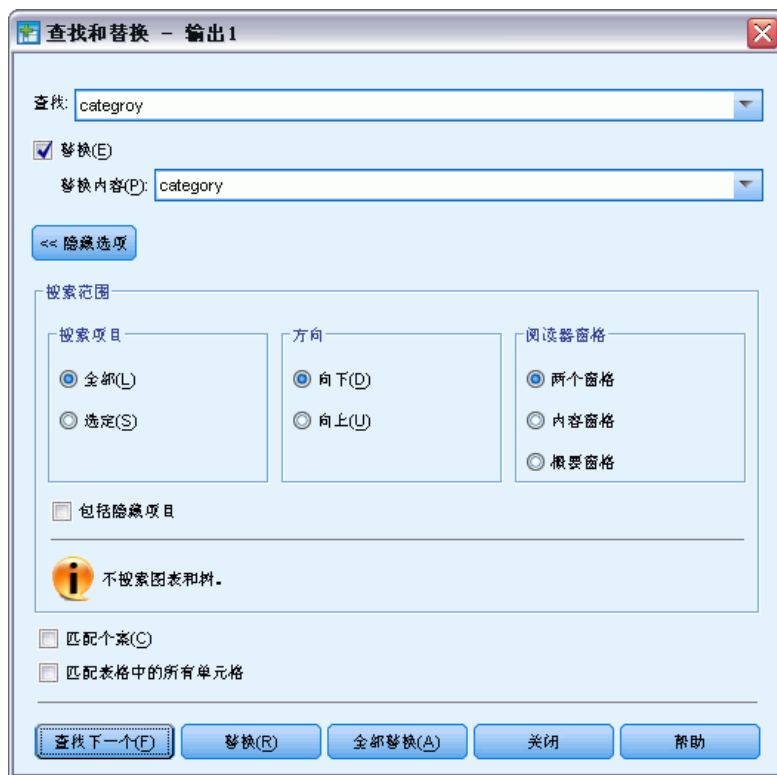 查找和替换 - 输出1
查找: categroy
替换(E)
替换内容(P): category
<< 隐藏选项
搜索范围
搜索项目
全部(L)
选定(S)
方向
向下(D)
向上(U)
阅读器窗格
两个窗格
内容窗格
概要窗格
包括隐藏项目
不搜索图表和树。
匹配个案(C)
匹配表格中的所有单元格
查找下一个(F) 替换(R) 全部替换(A) 关闭 帮助